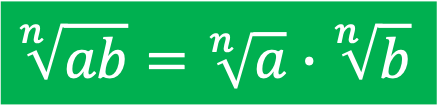 ⁿ√ab = ⁿ√a · ⁿ√b